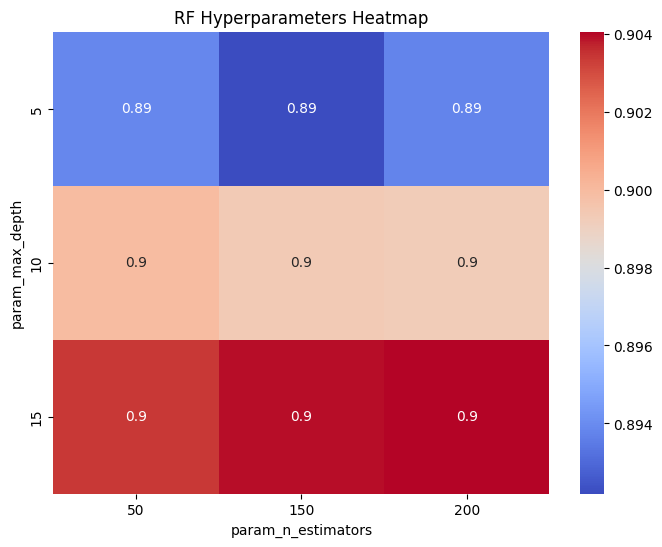 RF Hyperparameters Heatmap
param_max_depth
5
10
15
0.89 0.89 0.89
0.9 0.9 0.9
0.9 0.9 0.9
50 150 200
param_n_estimators
0.904
0.902
0.900
0.898
0.896
0.894